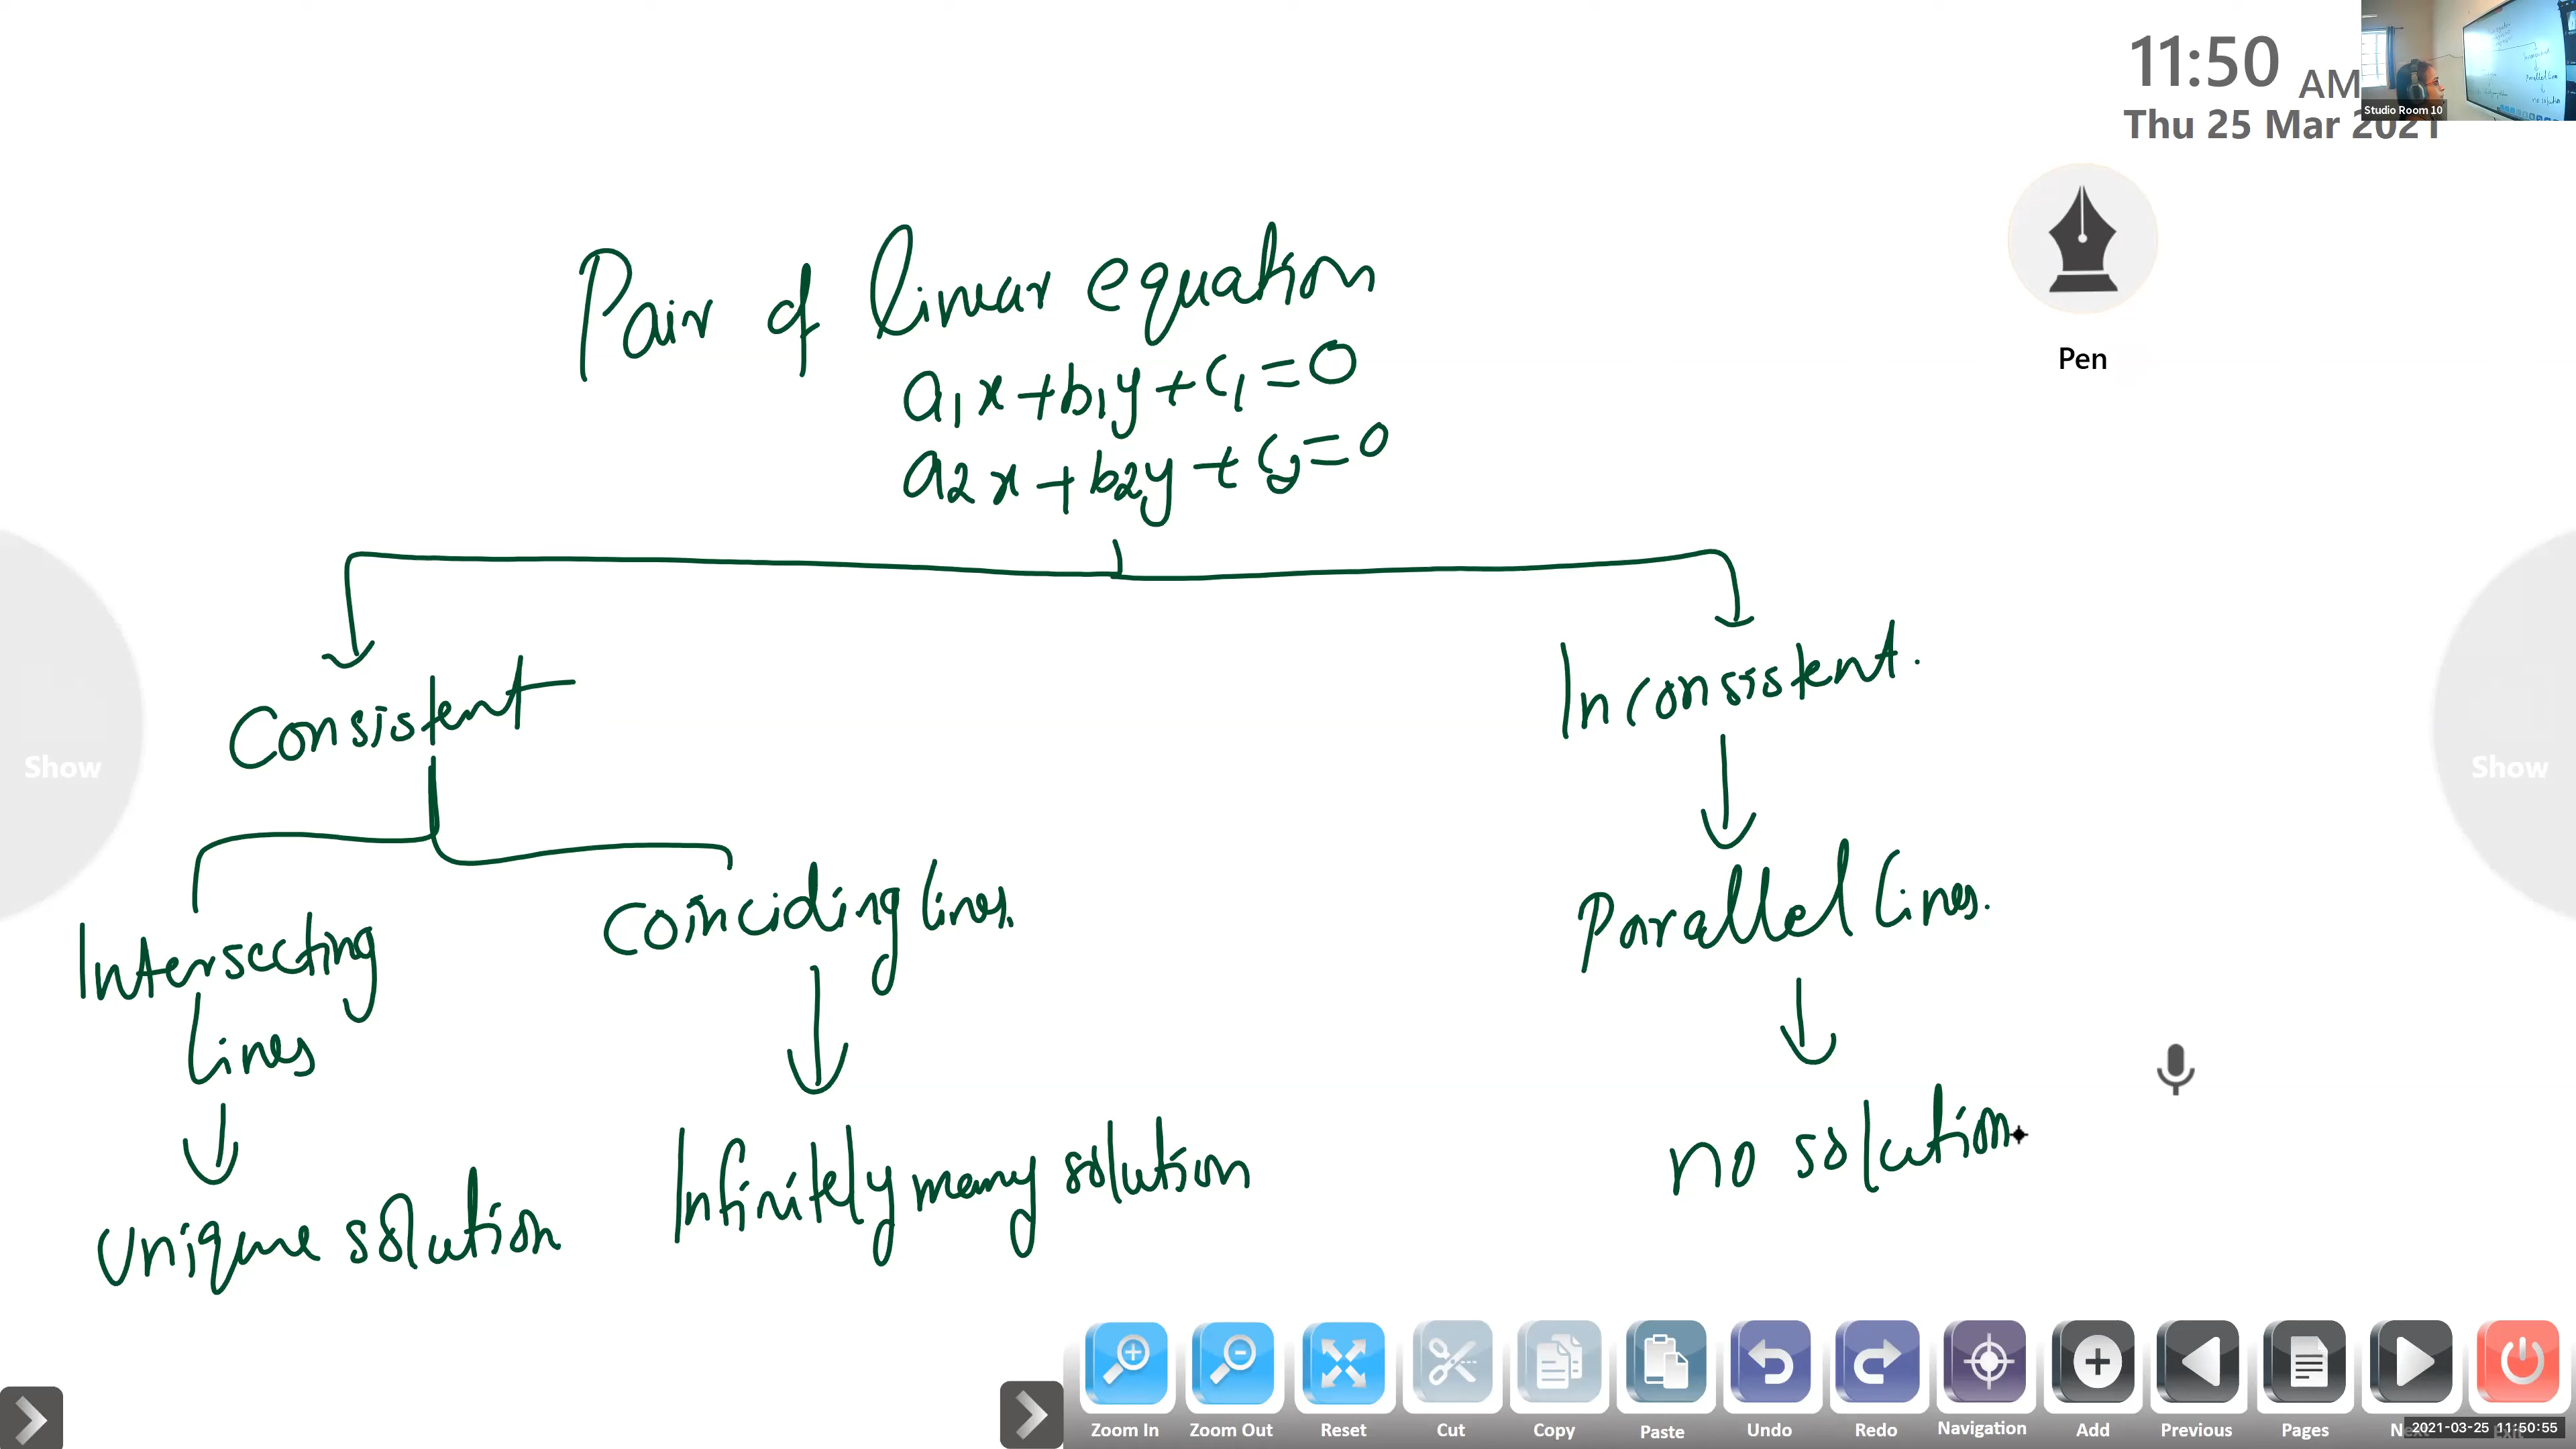 11:50 AM
Studio Room 10
Thu 25 Mar 2021
Pen
Pair of linear equation
a₁x+b₁y+c₁=0
a₂x+b₂y+c₂=0
Show
Show
Consistent
Inconsistent.
Intersecting
lines
Coinciding lines.
Parallel lines.
Unique solution
Infinitely many solution
no solution
Zoom In
Zoom Out
Reset
Cut
Copy
Paste
Undo
Redo
Navigation
Add
Previous
Pages
2021-03-25 11:50:55